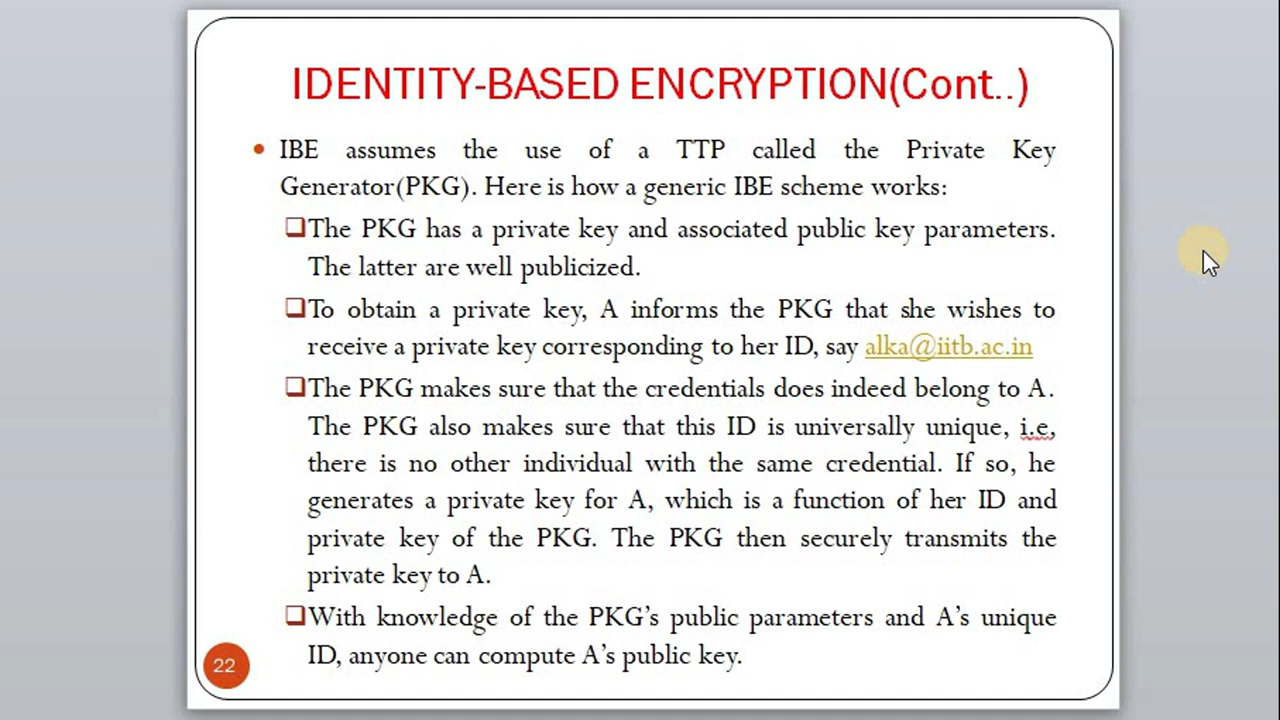 IDENTITY-BASED ENCRYPTION(Cont..)
IBE assumes the use of a TTP called the Private Key
Generator(PKG). Here is how a generic IBE scheme works:
The PKG has a private key and associated public key parameters.
The latter are well publicized.
To obtain a private key, A informs the PKG that she wishes to
receive a private key corresponding to her ID, say alka@iitb.ac.in
The PKG makes sure that the credentials does indeed belong to A.
The PKG also makes sure that this ID is universally unique, i.e,
there is no other individual with the same credential. If so, he
generates a private key for A, which is a function of her ID and
private key of the PKG. The PKG then securely transmits the
private key to A.
With knowledge of the PKG's public parameters and A's unique
ID, anyone can compute A's public key.
22